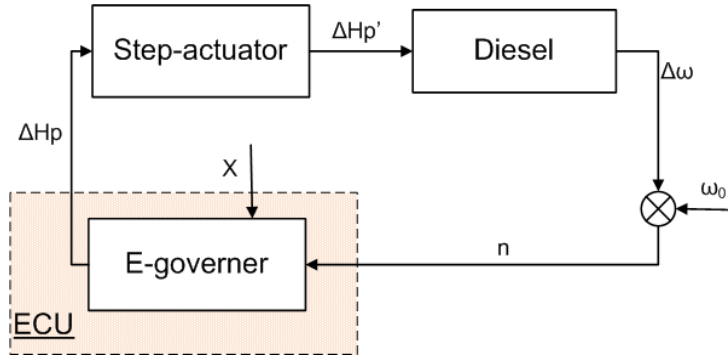 Step-actuator
ΔHp’
Diesel
Δω
ΔHp
X
ω₀
E-governer
n
ECU